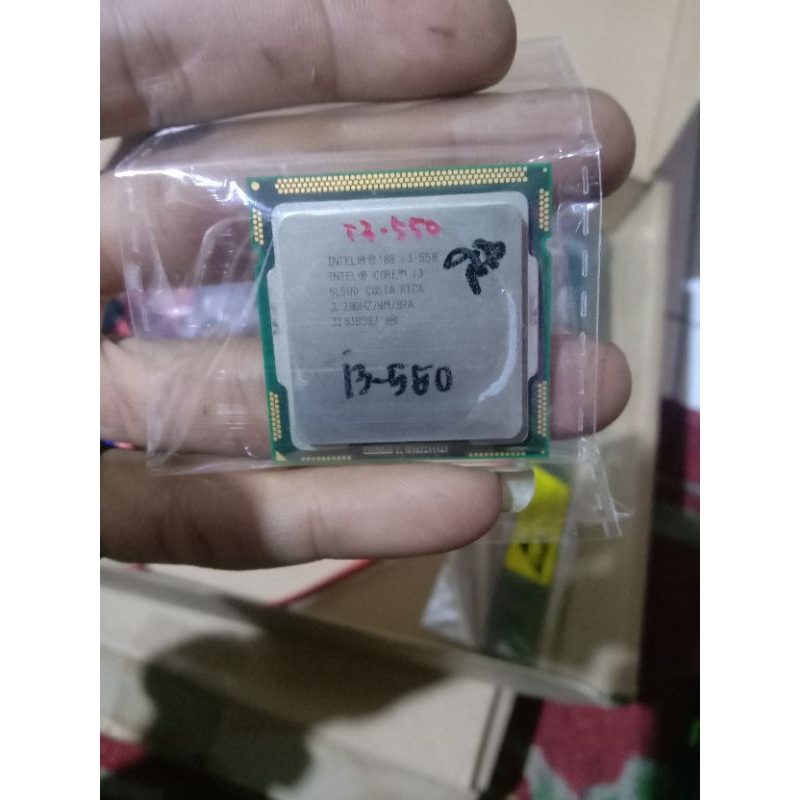 i3-550
INTEL® ©'08 i3-550
INTEL® CORE™ i3
SLBUD COSTA RICA
3.20GHZ/4M/09A
i3-550